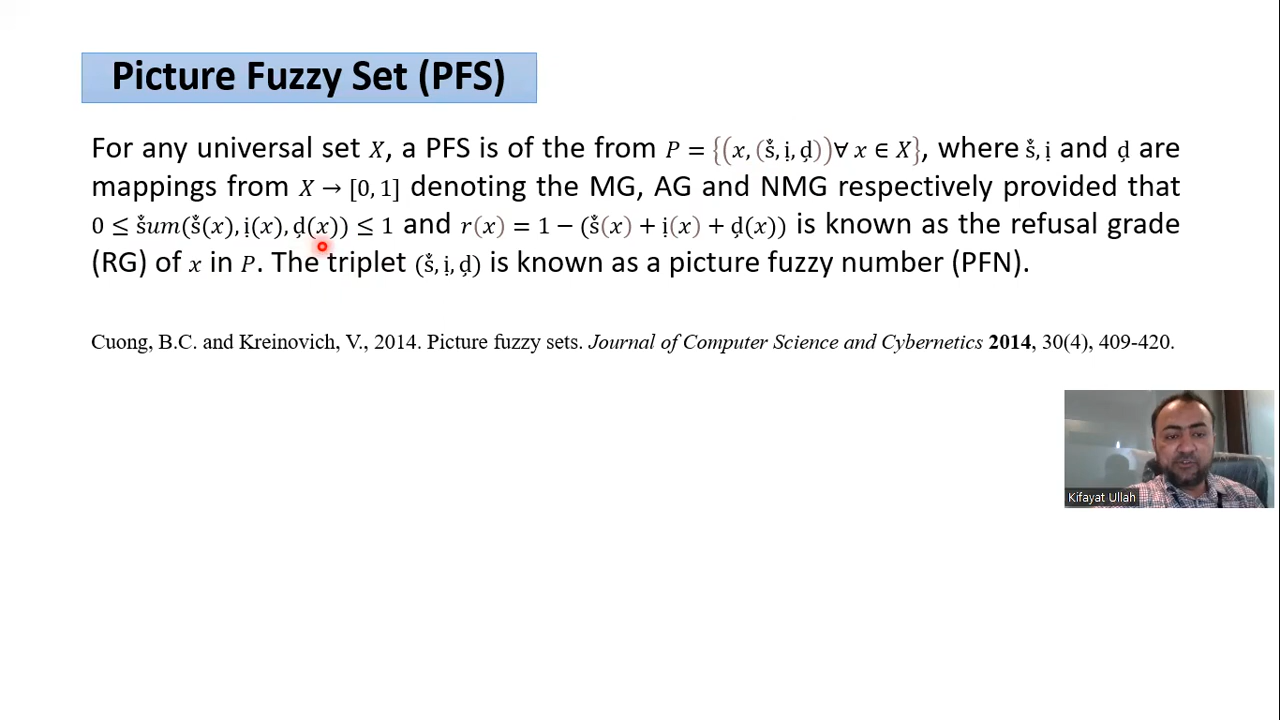 Picture Fuzzy Set (PFS)
For any universal set X, a PFS is of the from P = {(x, (s̊, ị, ḍ))∀ x ∈ X}, where s̊, ị and ḍ are
mappings from X → [0, 1] denoting the MG, AG and NMG respectively provided that
0 ≤ s̊um(s̊(x), ị(x), ḍ(x)) ≤ 1 and r(x) = 1 − (s̊(x) + ị(x) + ḍ(x)) is known as the refusal grade
(RG) of x in P. The triplet (s̊, ị, ḍ) is known as a picture fuzzy number (PFN).
Cuong, B.C. and Kreinovich, V., 2014. Picture fuzzy sets. Journal of Computer Science and Cybernetics 2014, 30(4), 409-420.
Kifayat Ullah